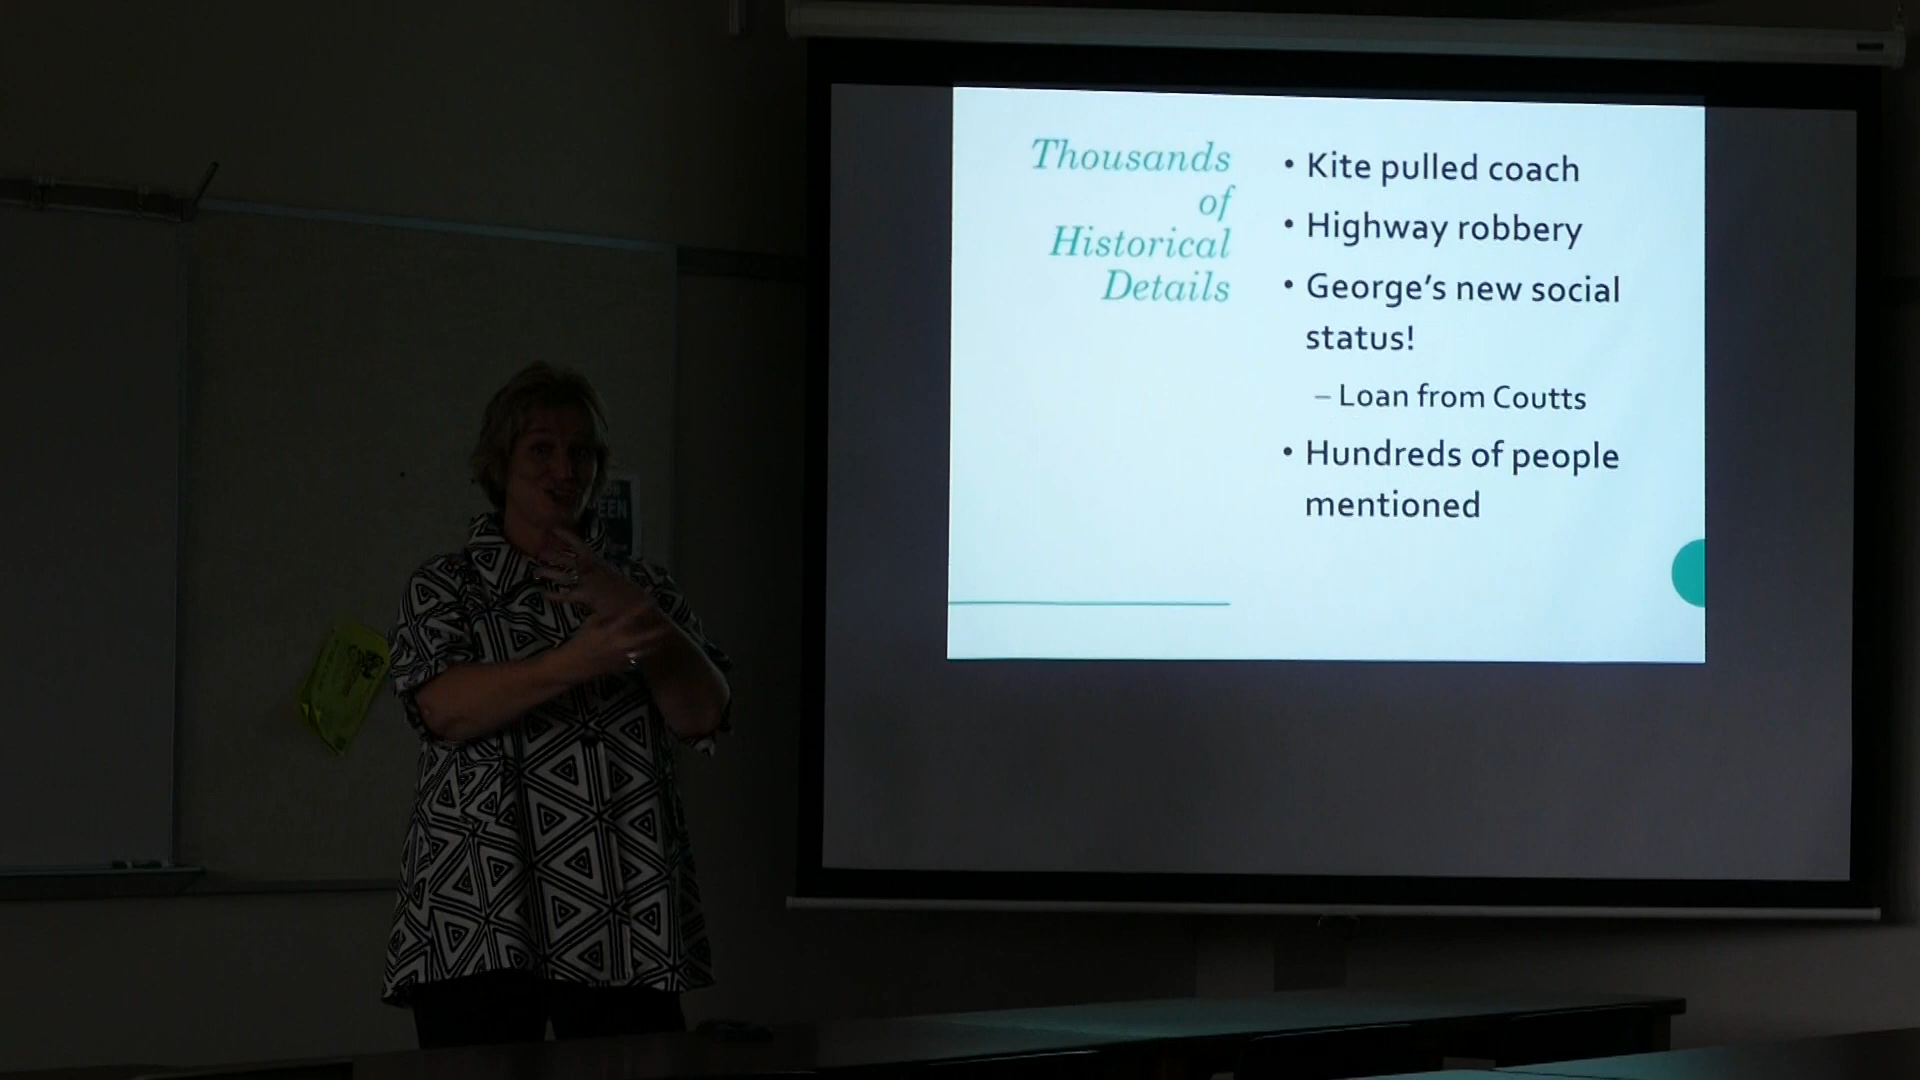 Thousands
of
Historical
Details
• Kite pulled coach
• Highway robbery
• George's new social
status!
– Loan from Coutts
• Hundreds of people
mentioned